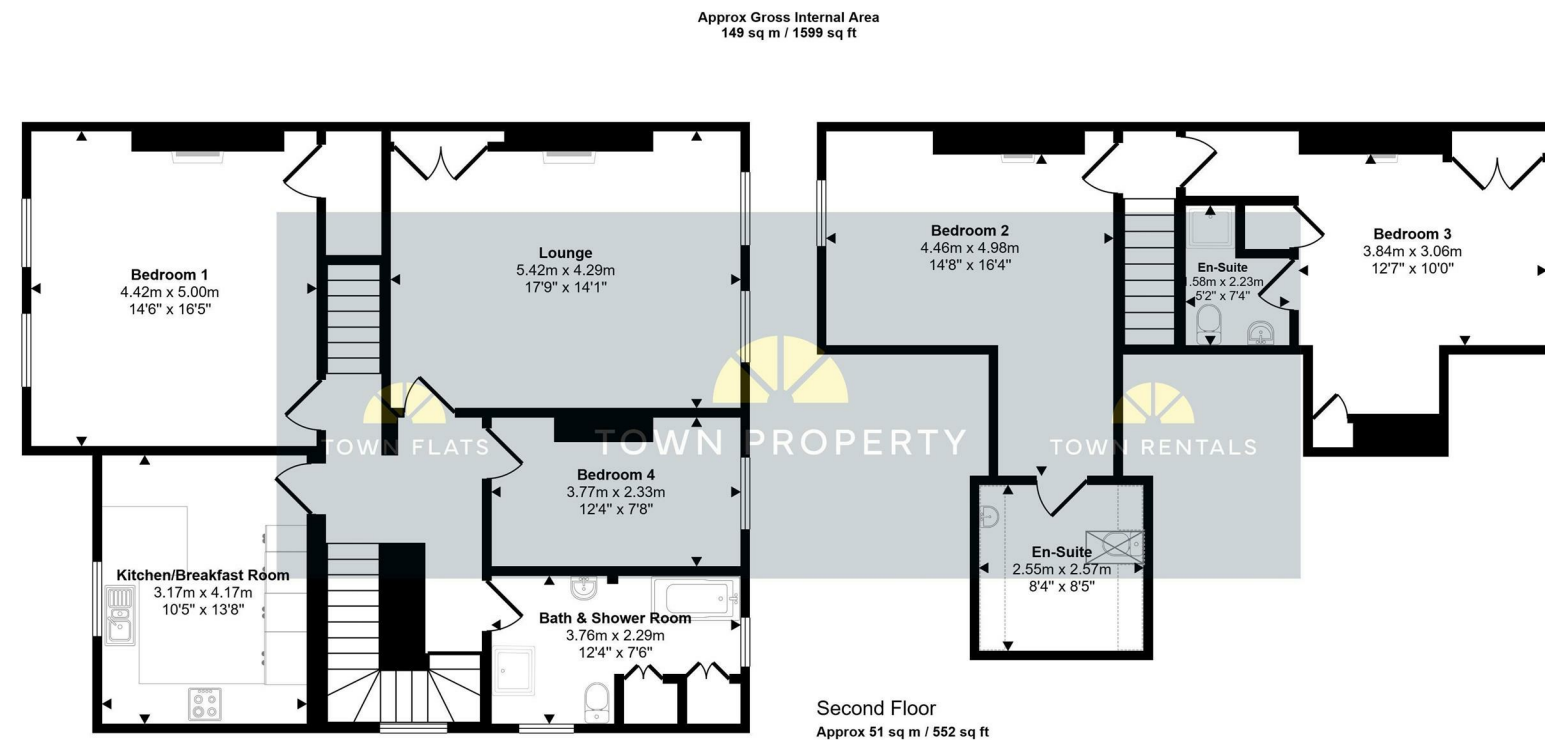 Approx Gross Internal Area
149 sq m / 1599 sq ft
Bedroom 1
4.42m x 5.00m
14'6" x 16'5"
Lounge
5.42m x 4.29m
17'9" x 14'1"
Bedroom 2
4.46m x 4.98m
14'8" x 16'4"
En-Suite
1.58m x 2.23m
5'2" x 7'4"
Bedroom 3
3.84m x 3.06m
12'7" x 10'0"
TOWN FLATS
TOWN PROPERTY
TOWN RENTALS
Bedroom 4
3.77m x 2.33m
12'4" x 7'8"
Kitchen/Breakfast Room
3.17m x 4.17m
10'5" x 13'8"
Bath & Shower Room
3.76m x 2.29m
12'4" x 7'6"
En-Suite
2.55m x 2.57m
8'4" x 8'5"
Second Floor
Approx 51 sq m / 552 sq ft